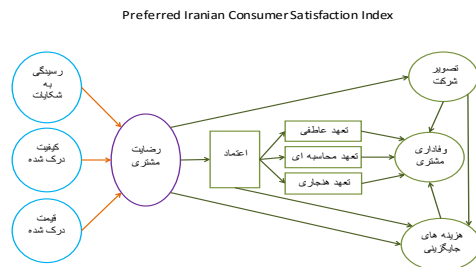 Preferred Iranian Consumer Satisfaction Index
رسیدگی
به
شکایات
کیفیت
درک شده
قیمت
درک شده
رضایت
مشتری
اعتماد
تعهد عاطفی
تعهد محاسبه ای
تعهد هنجاری
تصویر
شرکت
رفاداری
مشتری
هزینه های
جایگزینی